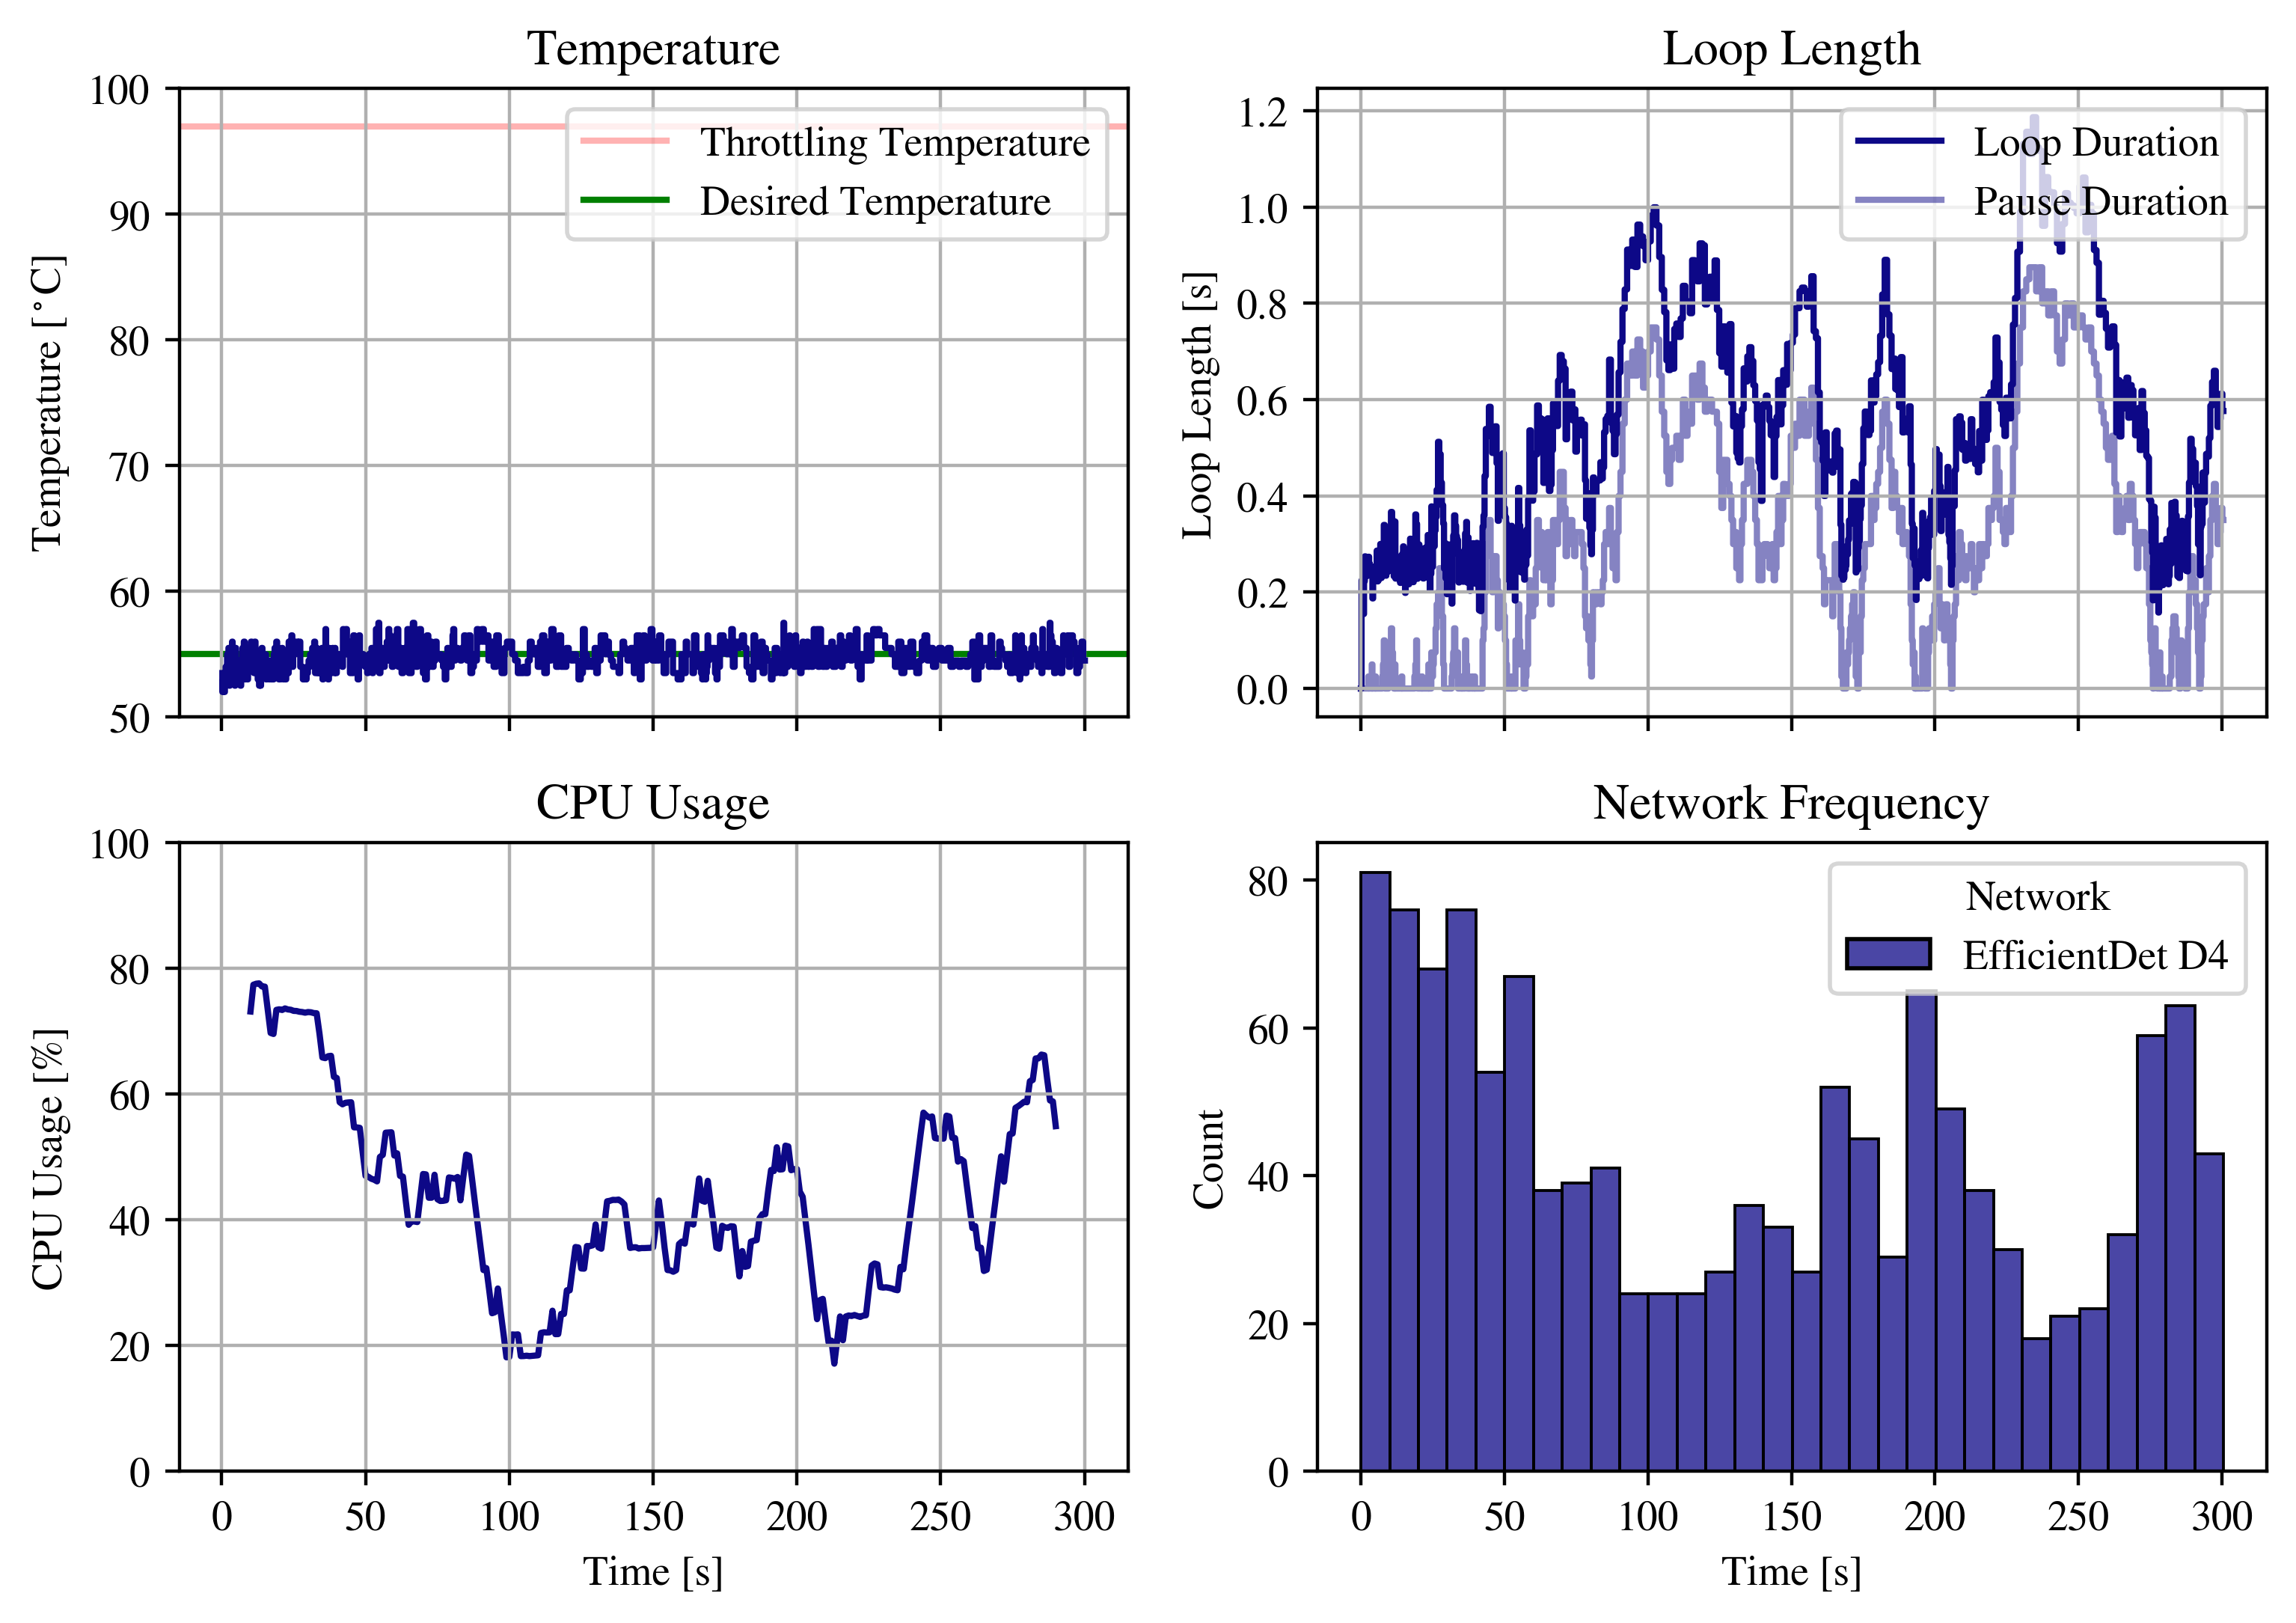 Temperature
100
90
80
70
60
50
Temperature [°C]
Throttling Temperature
Desired Temperature
Loop Length
1.2
1.0
0.8
0.6
0.4
0.2
0.0
Loop Length [s]
Loop Duration
Pause Duration
CPU Usage
100
80
60
40
20
0
CPU Usage [%]
0 50 100 150 200 250 300
Time [s]
Network Frequency
80
60
40
20
0
Count
Network
EfficientDet D4
0 50 100 150 200 250 300
Time [s]